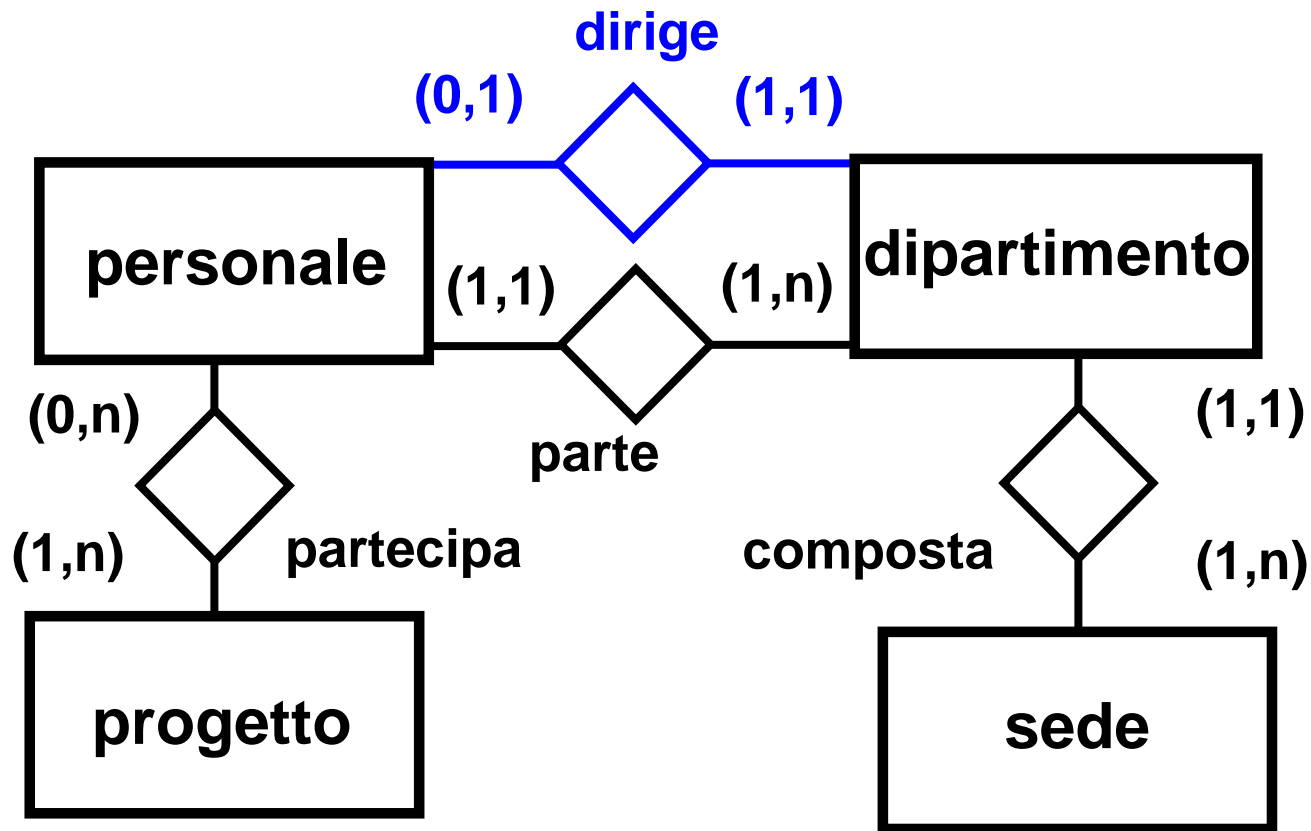 dirige
(0,1) (1,1)
personale
dipartimento
(1,1) (1,n)
(0,n)
(1,1)
parte
(1,n)
partecipa
composta
(1,n)
progetto
sede